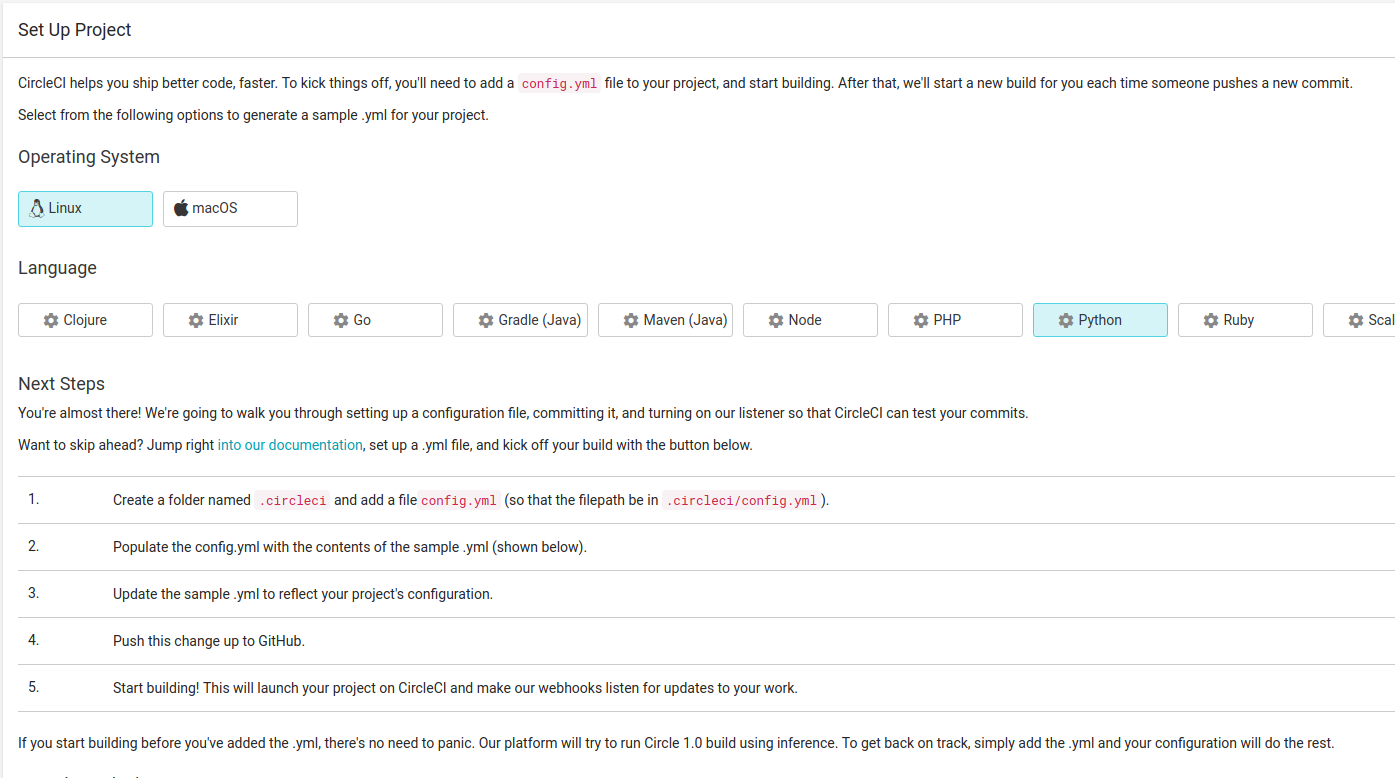 Set Up Project
CircleCI helps you ship better code, faster. To kick things off, you'll need to add a config.yml file to your project, and start building. After that, we'll start a new build for you each time someone pushes a new commit.
Select from the following options to generate a sample .yml for your project.
Operating System
Linux
macOS
Language
Clojure
Elixir
Go
Gradle (Java)
Maven (Java)
Node
PHP
Python
Ruby
Scal
Next Steps
You're almost there! We're going to walk you through setting up a configuration file, committing it, and turning on our listener so that CircleCI can test your commits.
Want to skip ahead? Jump right into our documentation, set up a .yml file, and kick off your build with the button below.
1. Create a folder named .circleci and add a file config.yml (so that the filepath be in .circleci/config.yml ).
2. Populate the config.yml with the contents of the sample .yml (shown below).
3. Update the sample .yml to reflect your project's configuration.
4. Push this change up to GitHub.
5. Start building! This will launch your project on CircleCI and make our webhooks listen for updates to your work.
If you start building before you've added the .yml, there's no need to panic. Our platform will try to run Circle 1.0 build using inference. To get back on track, simply add the .yml and your configuration will do the rest.